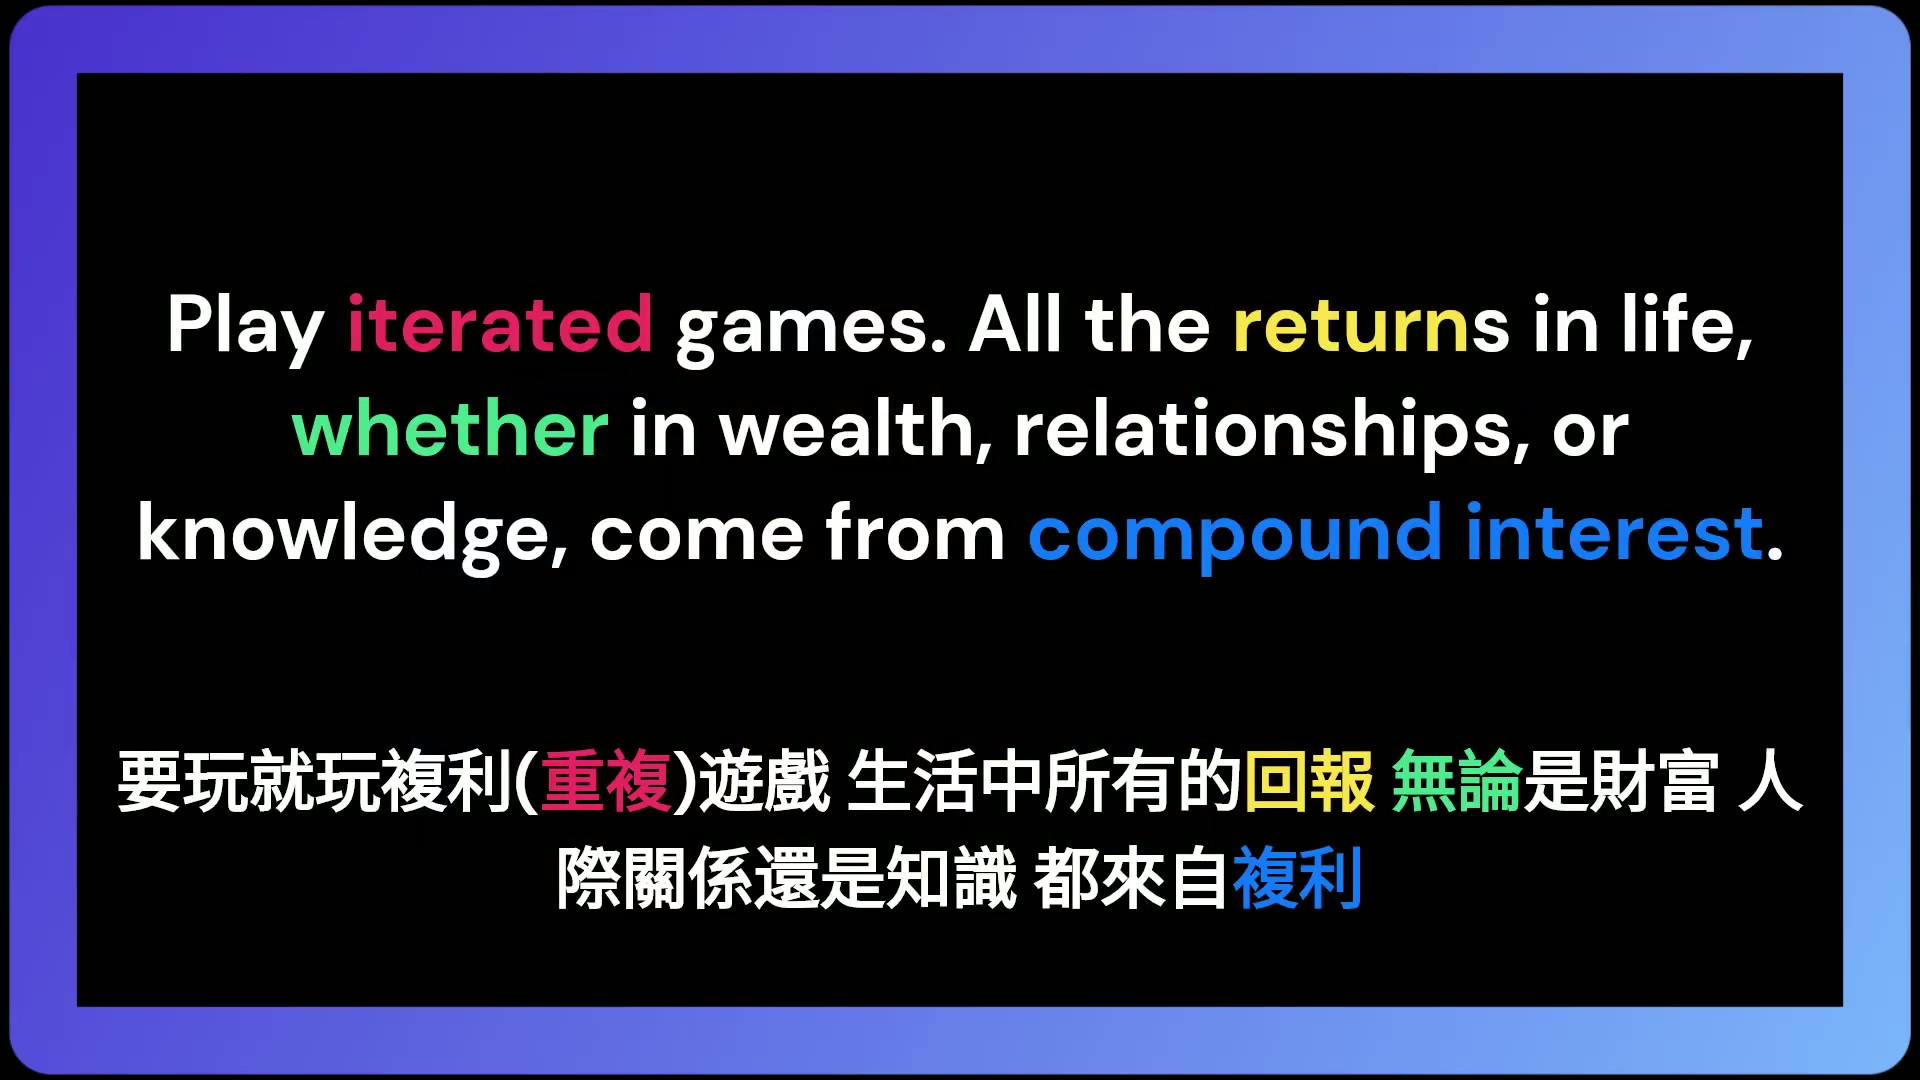 Play iterated games. All the returns in life,
whether in wealth, relationships, or
knowledge, come from compound interest.
要玩就玩複利(重複)遊戲 生活中所有的回報 無論是財富 人
際關係還是知識 都來自複利